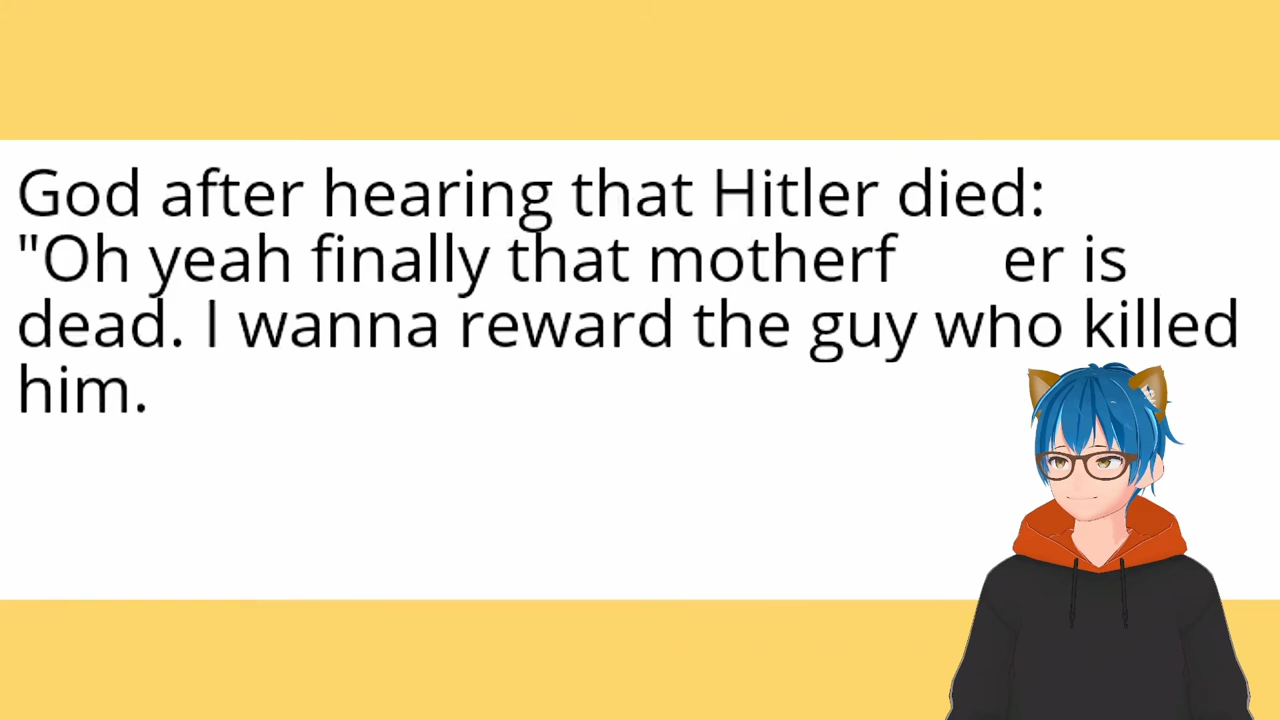 God after hearing that Hitler died:
"Oh yeah finally that motherf er is
dead. I wanna reward the guy who killed
him.